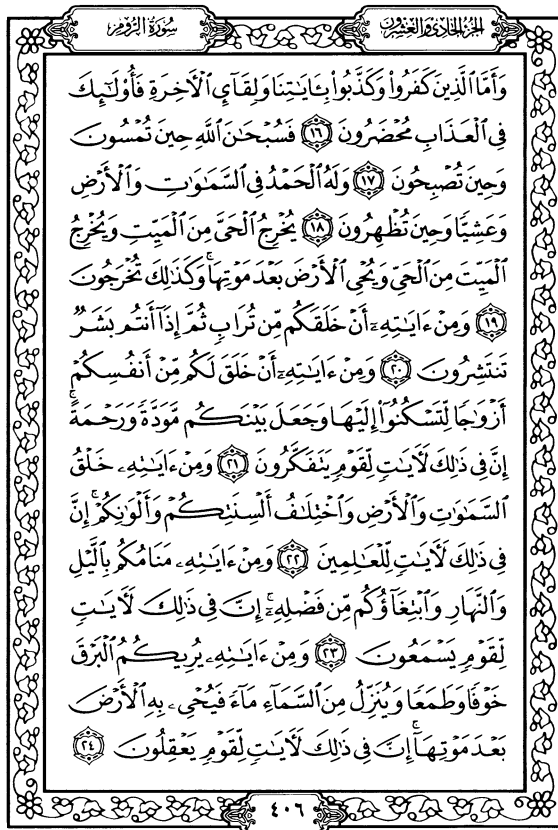 الجزء الحادي والعشرون
سورة الروم
وَأَمَّا ٱلَّذِينَ كَفَرُواْ وَكَذَّبُواْ بِـَٔايَٰتِنَا وَلِقَآيِٕ ٱلۡأٓخِرَةِ فَأُوْلَٰٓئِكَ
فِي ٱلۡعَذَابِ مُحۡضَرُونَ ١٦ فَسُبۡحَٰنَ ٱللَّهِ حِينَ تُمۡسُونَ
وَحِينَ تُصۡبِحُونَ ١٧ وَلَهُ ٱلۡحَمۡدُ فِي ٱلسَّمَٰوَٰتِ وَٱلۡأَرۡضِ
وَعَشِيّٗا وَحِينَ تُظۡهِرُونَ ١٨ يُخۡرِجُ ٱلۡحَيَّ مِنَ ٱلۡمَيِّتِ وَيُخۡرِجُ
ٱلۡمَيِّتَ مِنَ ٱلۡحَيِّ وَيُحۡيِ ٱلۡأَرۡضَ بَعۡدَ مَوۡتِهَاۚ وَكَذَٰلِكَ تُخۡرَجُونَ
١٩ وَمِنۡ ءَايَٰتِهِۦٓ أَنۡ خَلَقَكُم مِّن تُرَابٖ ثُمَّ إِذَآ أَنتُم بَشَرٞ
تَنتَشِرُونَ ٢٠ وَمِنۡ ءَايَٰتِهِۦٓ أَنۡ خَلَقَ لَكُم مِّنۡ أَنفُسِكُمۡ
أَزۡوَٰجٗا لِّتَسۡكُنُوٓاْ إِلَيۡهَا وَجَعَلَ بَيۡنَكُم مَّوَدَّةٗ وَرَحۡمَةًۚ
إِنَّ فِي ذَٰلِكَ لَأٓيَٰتٖ لِّقَوۡمٖ يَتَفَكَّرُونَ ٢١ وَمِنۡ ءَايَٰتِهِۦ خَلۡقُ
ٱلسَّمَٰوَٰتِ وَٱلۡأَرۡضِ وَٱخۡتِلَٰفُ أَلۡسِنَتِكُمۡ وَأَلۡوَٰنِكُمۡۚ إِنَّ
فِي ذَٰلِكَ لَأٓيَٰتٖ لِّلۡعَٰلِمِينَ ٢٢ وَمِنۡ ءَايَٰتِهِۦ مَنَامُكُم بِٱلَّيۡلِ
وَٱلنَّهَارِ وَٱبۡتِغَآؤُكُم مِّن فَضۡلِهِۦٓۚ إِنَّ فِي ذَٰلِكَ لَأٓيَٰتٖ
لِّقَوۡمٖ يَسۡمَعُونَ ٢٣ وَمِنۡ ءَايَٰتِهِۦ يُرِيكُمُ ٱلۡبَرۡقَ
خَوۡفٗا وَطَمَعٗا وَيُنَزِّلُ مِنَ ٱلسَّمَآءِ مَآءٗ فَيُحۡيِۦ بِهِ ٱلۡأَرۡضَ
بَعۡدَ مَوۡتِهَآۚ إِنَّ فِي ذَٰلِكَ لَأٓيَٰتٖ لِّقَوۡمٖ يَعۡقِلُونَ ٢٤
٤٠٦